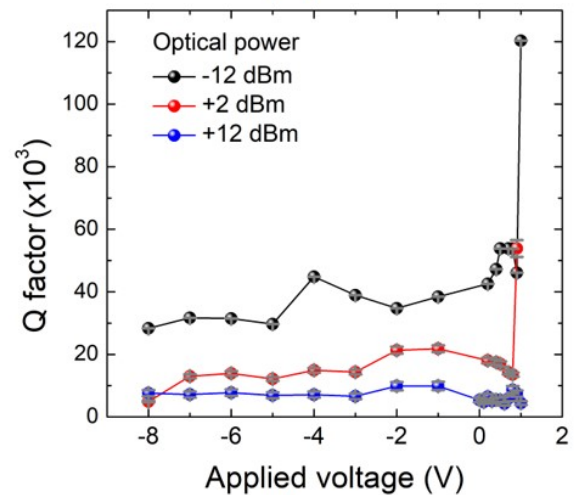 Optical power
-12 dBm
+2 dBm
+12 dBm
Q factor (x10³)
120
100
80
60
40
20
0
-8 -6 -4 -2 0 2
Applied voltage (V)